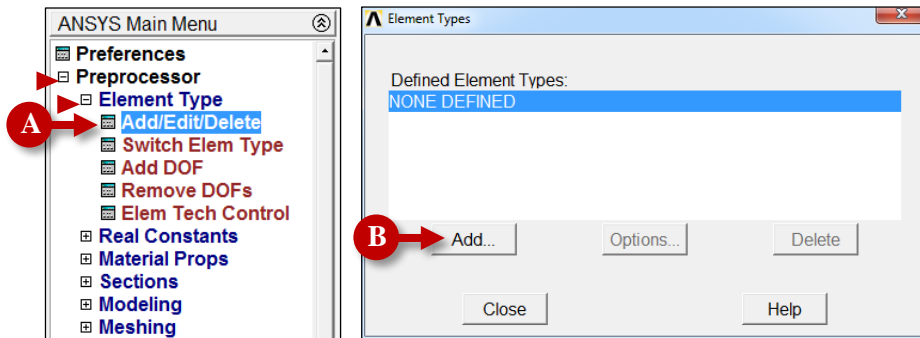 ANSYS Main Menu
Preferences
Preprocessor
Element Type
A
Add/Edit/Delete
Switch Elem Type
Add DOF
Remove DOFs
Elem Tech Control
Real Constants
Material Props
Sections
Modeling
Meshing
Element Types
Defined Element Types:
NONE DEFINED
B
Add... Options... Delete
Close Help